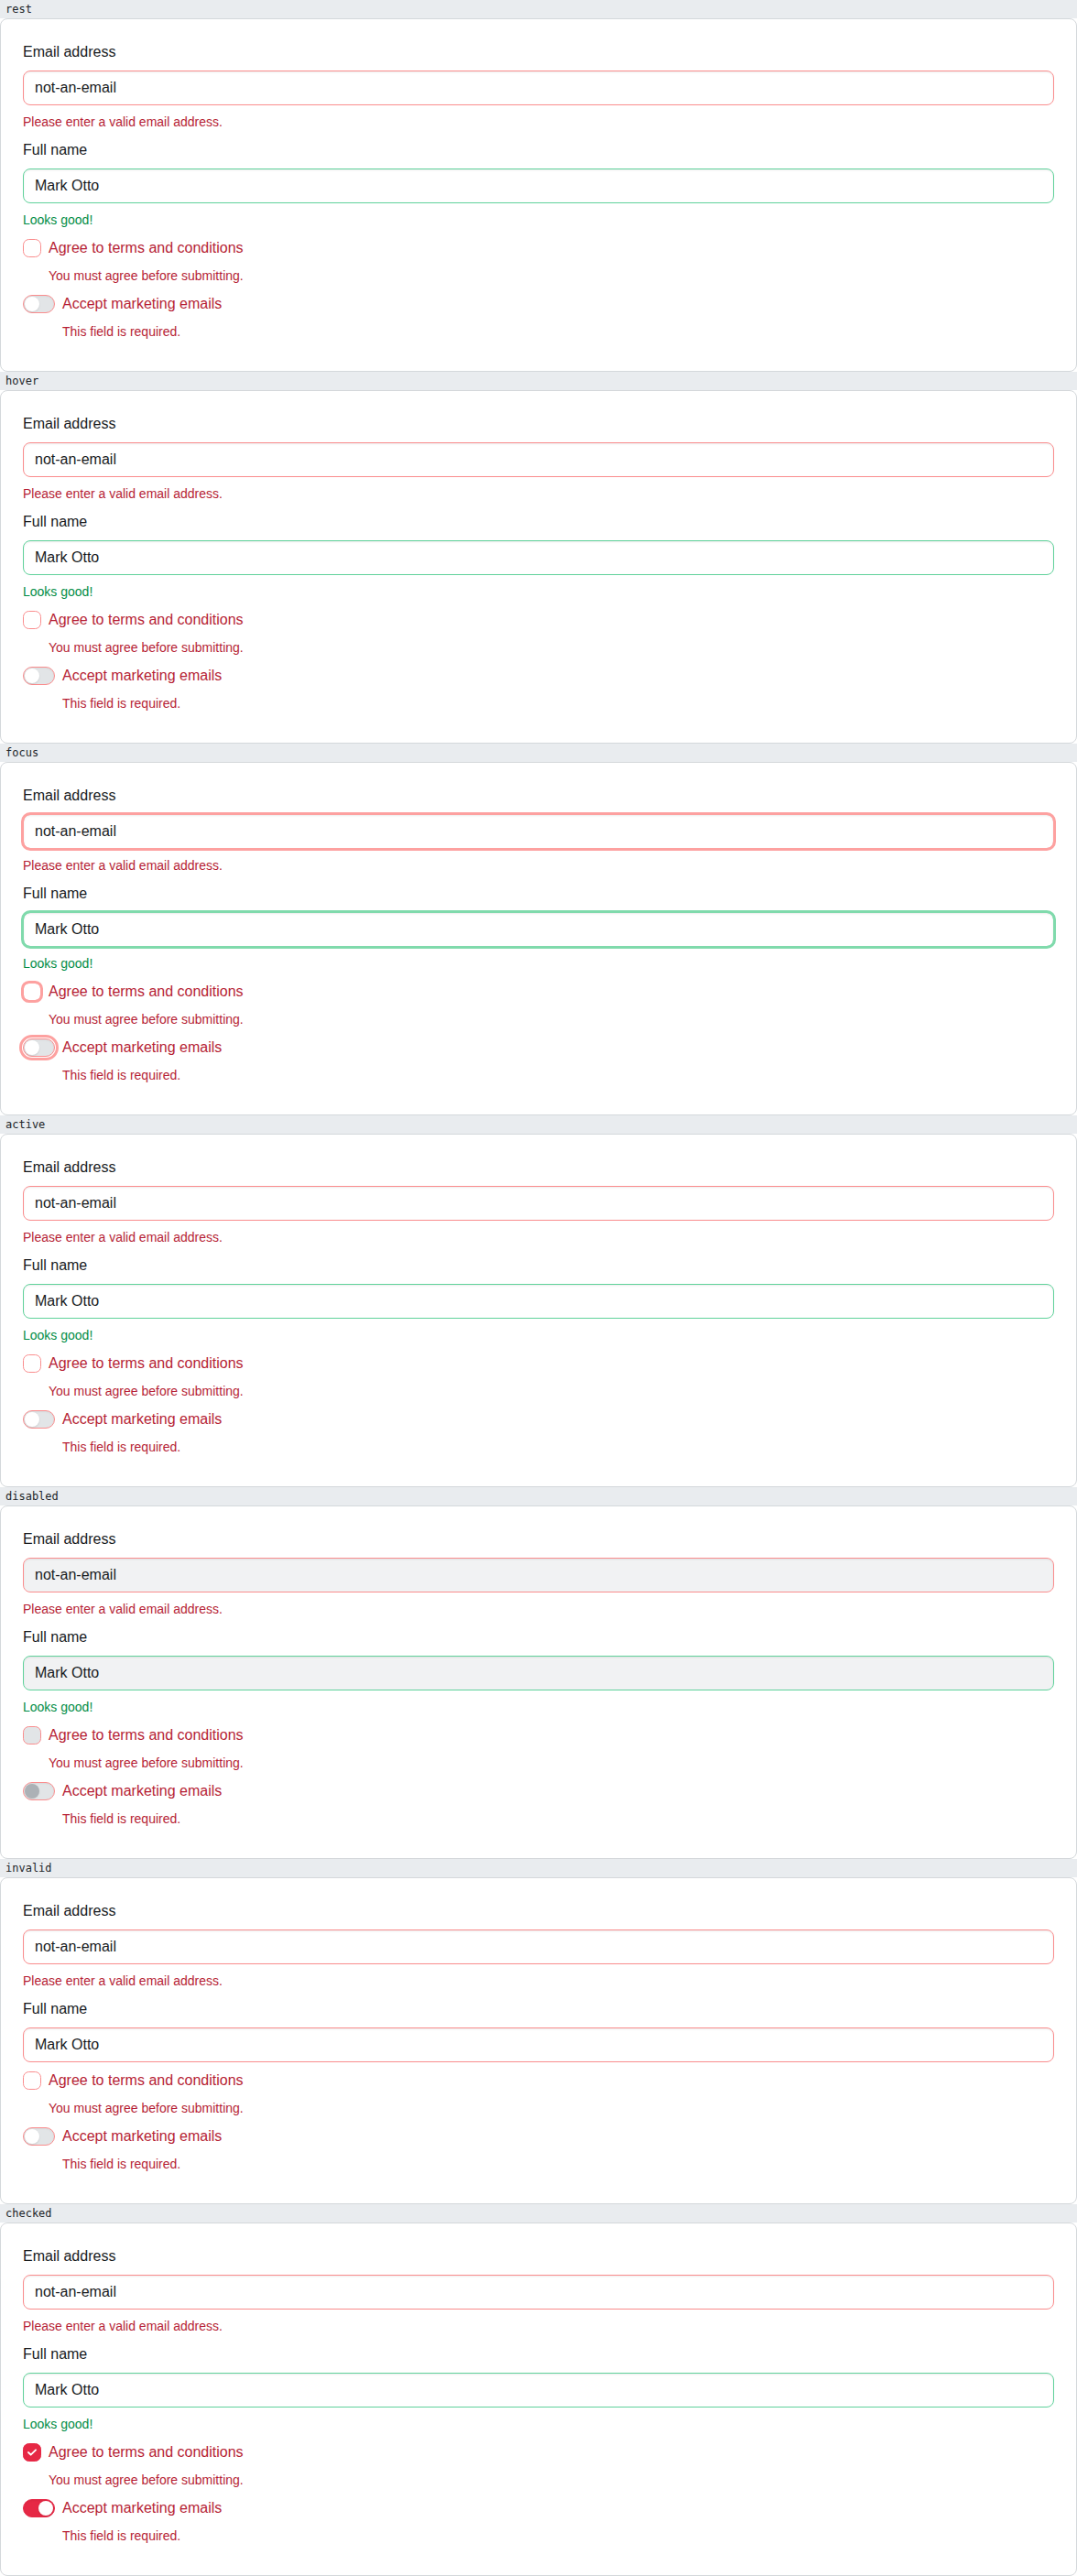 rest
Email address
not-an-email
Please enter a valid email address.
Full name
Mark Otto
Looks good!
Agree to terms and conditions
You must agree before submitting.
Accept marketing emails
This field is required.
hover
Email address
not-an-email
Please enter a valid email address.
Full name
Mark Otto
Looks good!
Agree to terms and conditions
You must agree before submitting.
Accept marketing emails
This field is required.
focus
Email address
not-an-email
Please enter a valid email address.
Full name
Mark Otto
Looks good!
Agree to terms and conditions
You must agree before submitting.
Accept marketing emails
This field is required.
active
Email address
not-an-email
Please enter a valid email address.
Full name
Mark Otto
Looks good!
Agree to terms and conditions
You must agree before submitting.
Accept marketing emails
This field is required.
disabled
Email address
not-an-email
Please enter a valid email address.
Full name
Mark Otto
Looks good!
Agree to terms and conditions
You must agree before submitting.
Accept marketing emails
This field is required.
invalid
Email address
not-an-email
Please enter a valid email address.
Full name
Mark Otto
Agree to terms and conditions
You must agree before submitting.
Accept marketing emails
This field is required.
checked
Email address
not-an-email
Please enter a valid email address.
Full name
Mark Otto
Looks good!
Agree to terms and conditions
You must agree before submitting.
Accept marketing emails
This field is required.